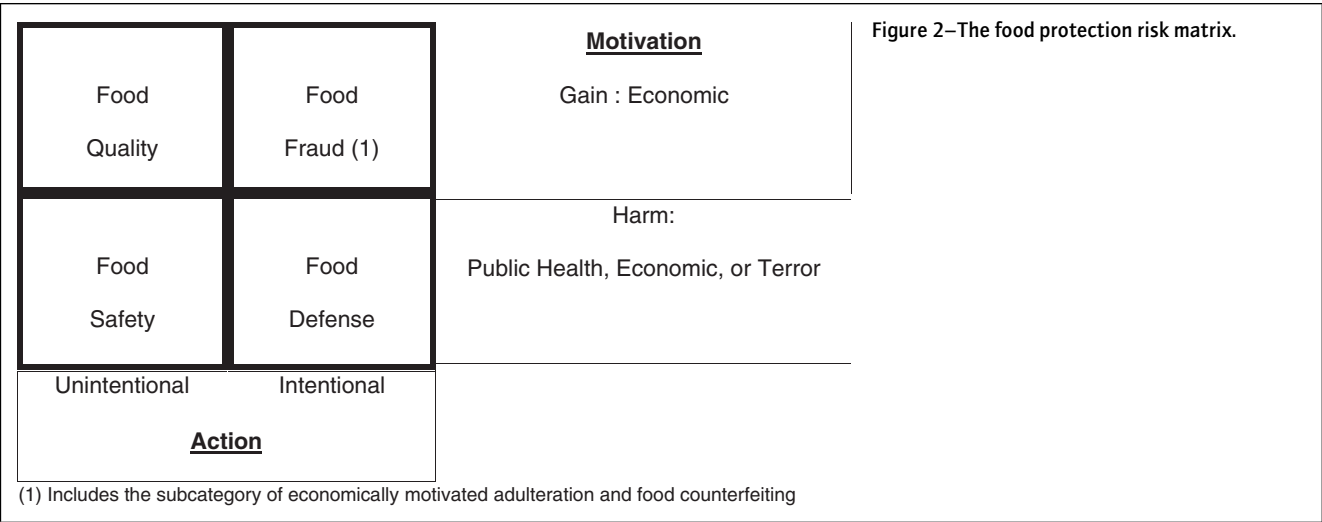 Figure 2–The food protection risk matrix.
Motivation
Food
Quality
Food
Fraud (1)
Gain : Economic
Food
Safety
Food
Defense
Harm:
Public Health, Economic, or Terror
Unintentional
Intentional
Action
(1) Includes the subcategory of economically motivated adulteration and food counterfeiting